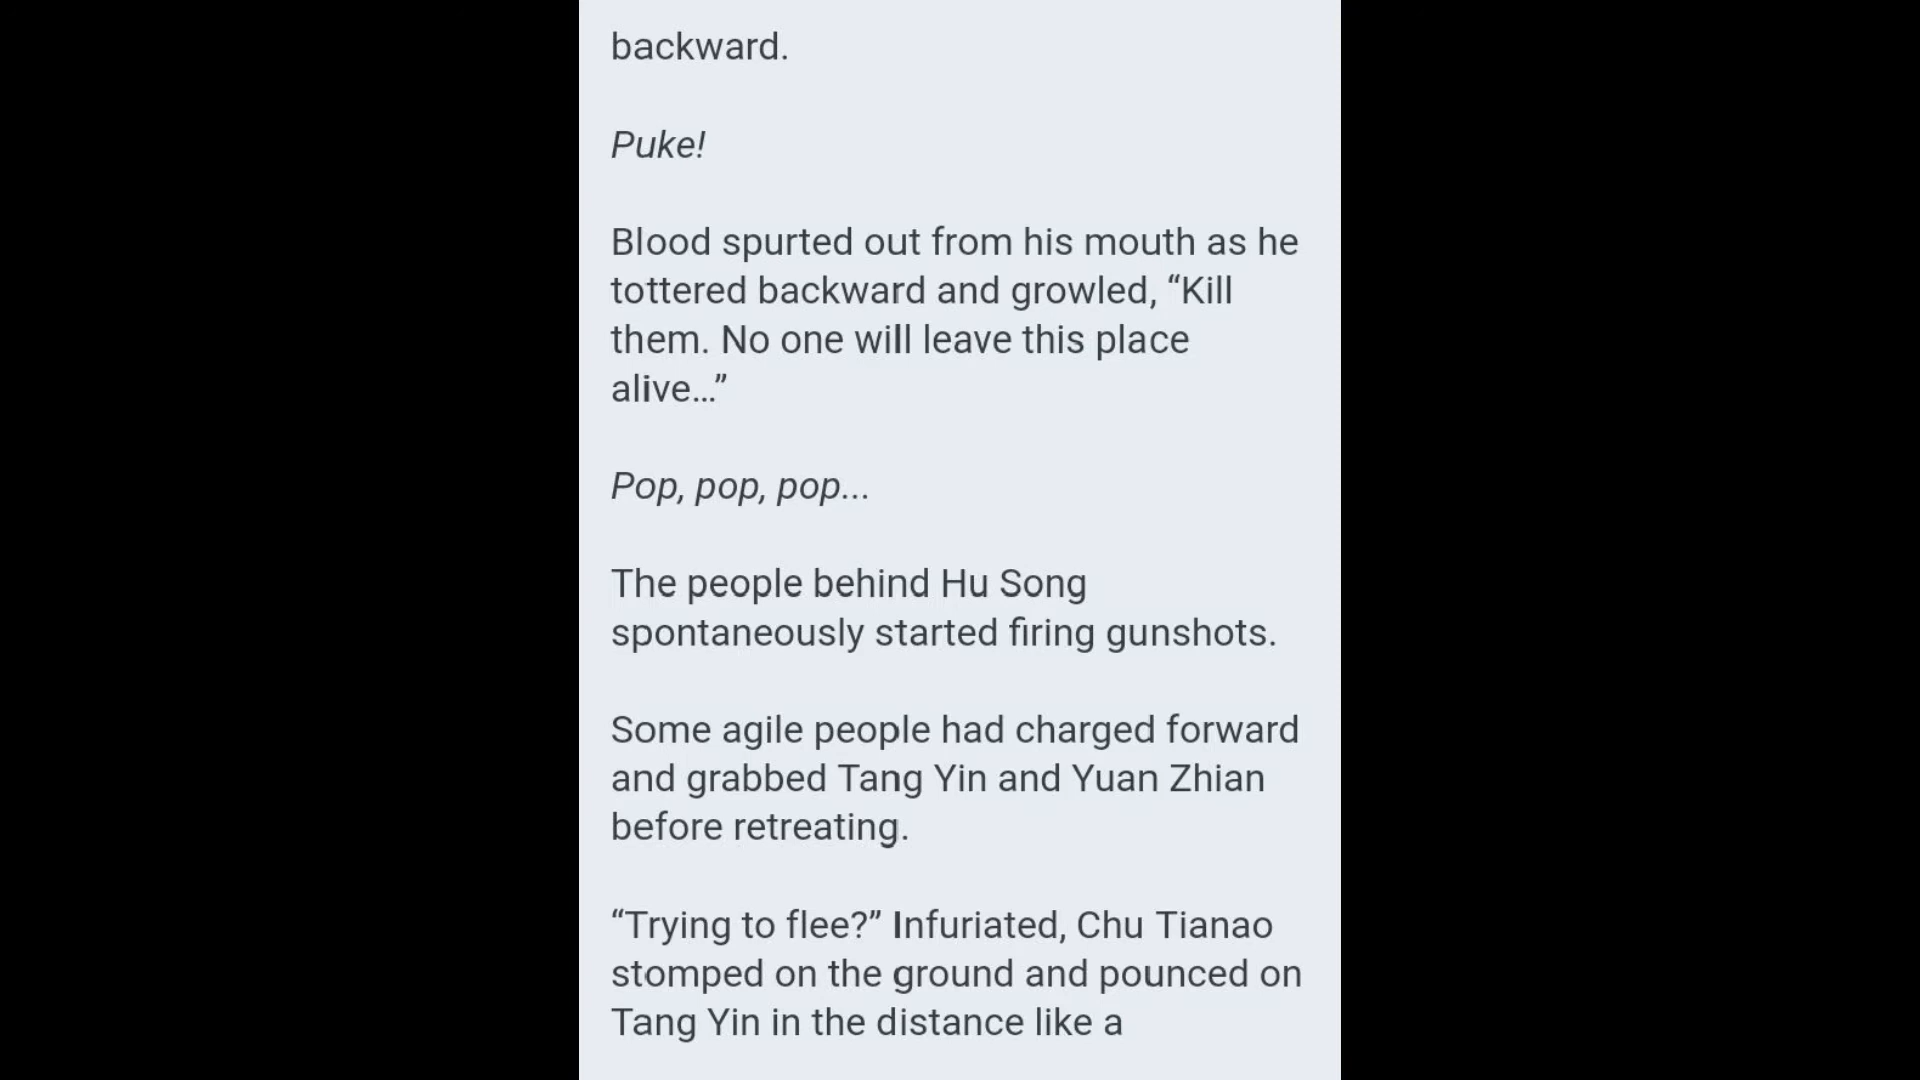 backward.
Puke!
Blood spurted out from his mouth as he
tottered backward and growled, “Kill
them. No one will leave this place
alive…”
Pop, pop, pop...
The people behind Hu Song
spontaneously started firing gunshots.
Some agile people had charged forward
and grabbed Tang Yin and Yuan Zhian
before retreating.
“Trying to flee?” Infuriated, Chu Tianao
stomped on the ground and pounced on
Tang Yin in the distance like a